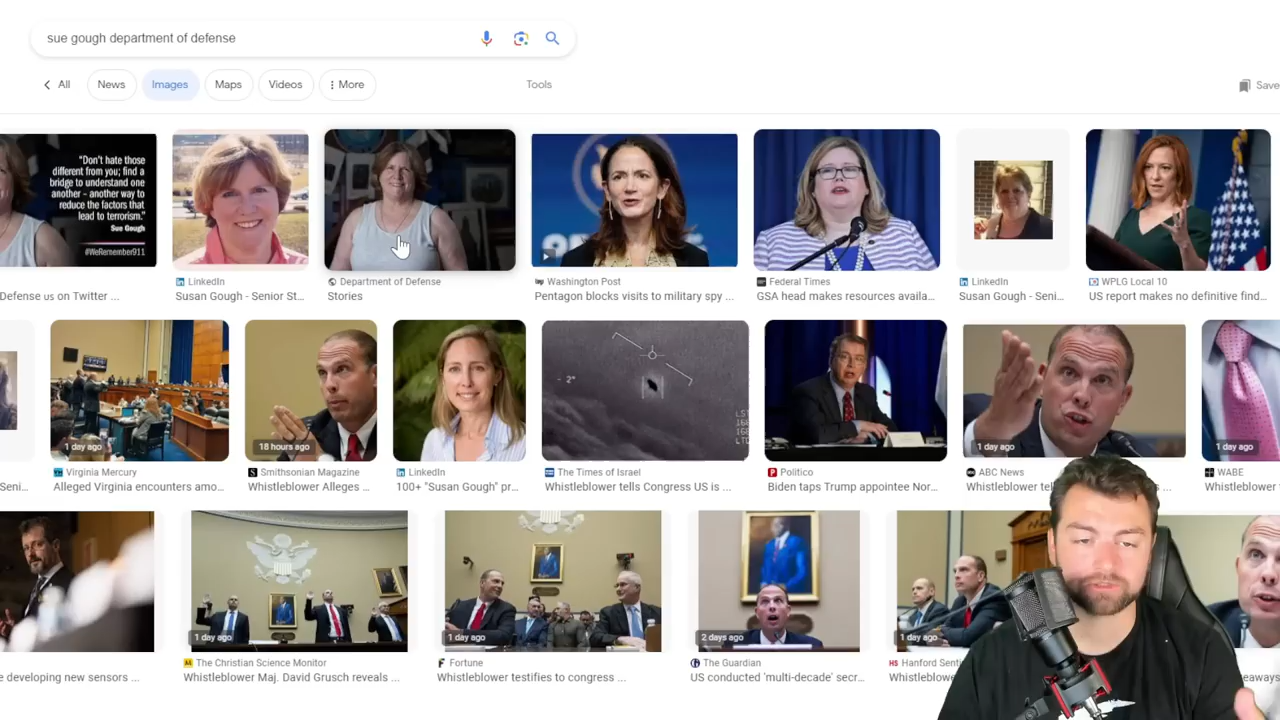 sue gough department of defense
All
News
Images
Maps
Videos
More
Tools
Save
"Don't hate those
different from you; find a
bridge to understand one
another - another way to
reduce the factors that
lead to terrorism."
Sue Gough
#WeRemember911
Defense us on Twitter ...
LinkedIn
Susan Gough - Senior St...
Department of Defense
Stories
Washington Post
Pentagon blocks visits to military spy ...
Federal Times
GSA head makes resources availa...
LinkedIn
Susan Gough - Seni...
WPLG Local 10
US report makes no definitive find...
Seni...
1 day ago
Virginia Mercury
Alleged Virginia encounters amo...
18 hours ago
Smithsonian Magazine
Whistleblower Alleges ...
LinkedIn
100+ "Susan Gough" pr...
- 2°
The Times of Israel
Whistleblower tells Congress US is ...
Politico
Biden taps Trump appointee Nor...
1 day ago
ABC News
Whistleblower tel
...
1 day ago
WABE
Whistleblower
e developing new sensors ...
1 day ago
The Christian Science Monitor
Whistleblower Maj. David Grusch reveals ...
1 day ago
Fortune
Whistleblower testifies to congress ...
2 days ago
The Guardian
US conducted 'multi-decade' secr...
1 day ago
Hanford Senti
Whistleblowe
eaways